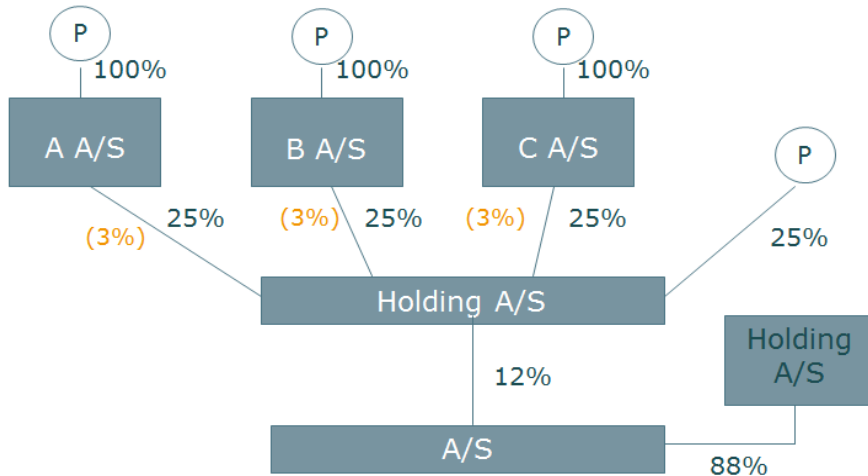 P
P
P
100%
100%
100%
A A/S
B A/S
C A/S
P
(3%)
25%
(3%)
25%
(3%)
25%
25%
Holding A/S
Holding
A/S
12%
A/S
88%